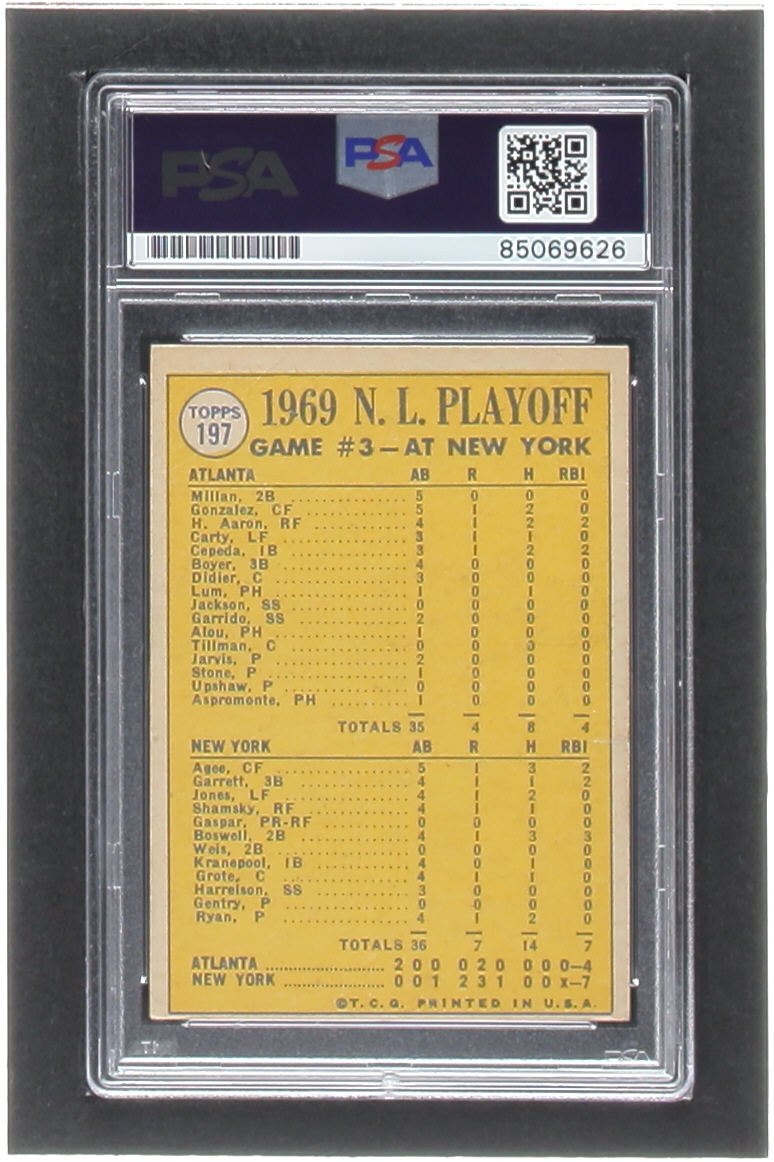 PSA PSA
85069626
TOPPS
197
1969 N. L. PLAYOFF
GAME #3—AT NEW YORK
ATLANTA AB R H RBI
Millan, 2B .................. 5 0 0 0
Gonzalez, CF ............... 5 1 2 0
H. Aaron, RF .............. 4 1 2 2
Carty, LF .................. 3 1 1 0
Cepeda, 1B ................ 3 1 2 2
Boyer, 3B .................. 4 0 0 0
Didier, C ................... 3 0 0 0
Lum, PH .................... 1 0 1 0
Jackson, SS ................ 0 0 0 0
Garrido, SS ................ 2 0 0 0
Alou, PH ................... 1 0 0 0
Tillman, C ................. 0 0 0 0
Jarvis, P ................... 2 0 0 0
Stone, P .................... 1 0 0 0
Upshaw, P ................. 0 0 0 0
Aspromonte, PH .......... 1 0 0 0
TOTALS 35 4 8 4
NEW YORK AB R H RBI
Agee, CF ................... 5 1 3 2
Garrett, 3B ................ 4 1 1 2
Jones, LF .................. 4 1 2 0
Shamsky, RF .............. 4 1 1 0
Gaspar, PR-RF ............ 0 0 0 0
Boswell, 2B ................ 4 1 3 3
Weis, 2B ................... 0 0 0 0
Kranepool, 1B ............. 4 0 1 0
Grote, C .................... 4 1 1 0
Harrelson, SS .............. 3 0 0 0
Gentry, P ................... 0 0 0 0
Ryan, P ..................... 4 1 2 0
TOTALS 36 7 14 7
ATLANTA .................. 2 0 0 0 2 0 0 0 0—4
NEW YORK ............... 0 0 1 2 3 1 0 0 x—7
©T.C.G. PRINTED IN U.S.A.
PSA